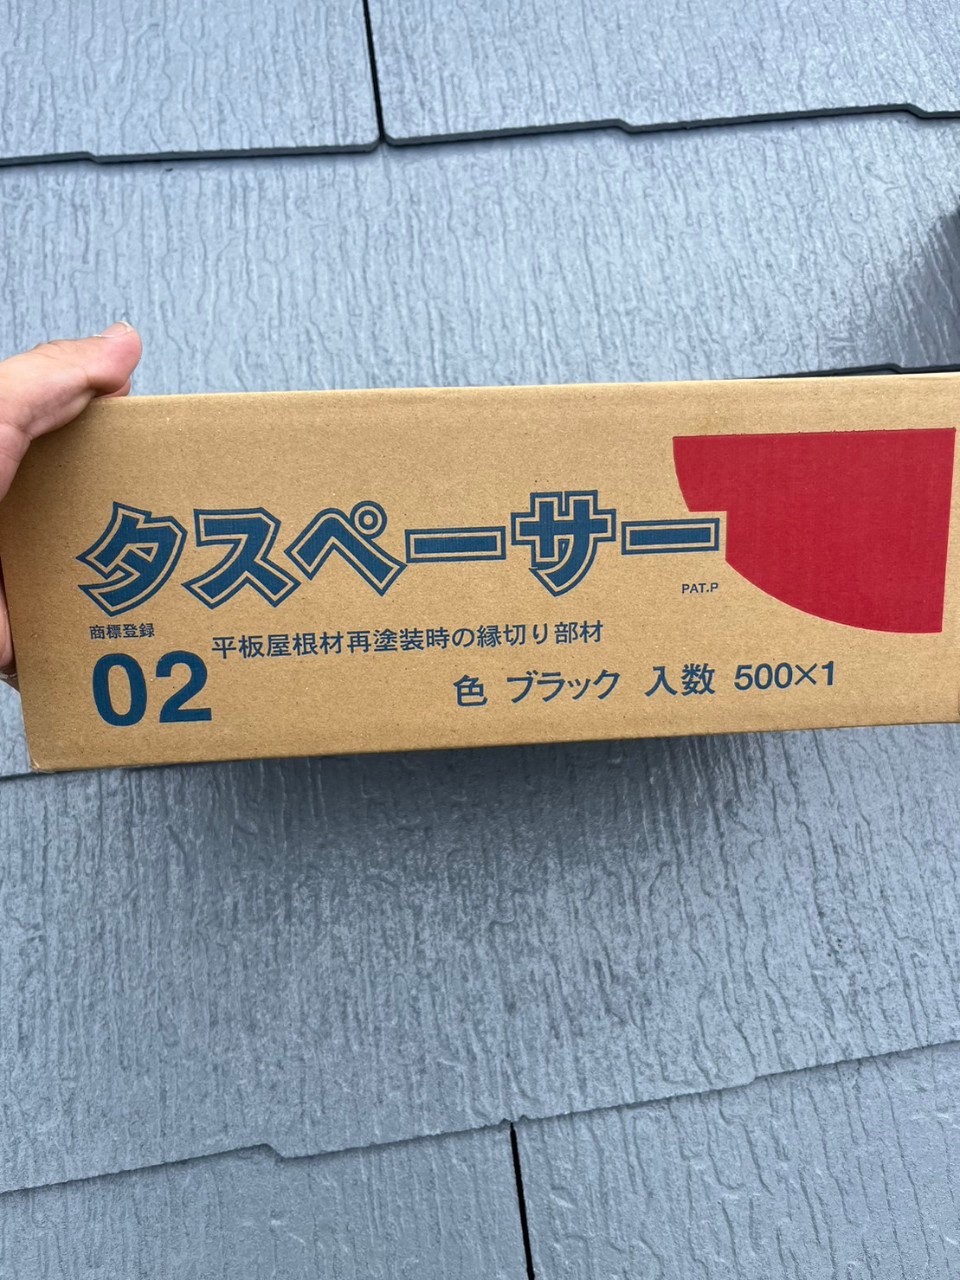 タスペーサー
PAT.P
商標登録
02 平板屋根材再塗装時の縁切り部材
色 ブラック 入数 500×1